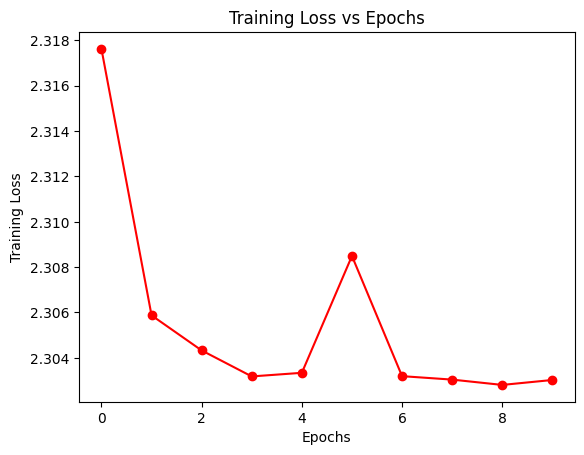 Training Loss vs Epochs
2.318
2.316
2.314
2.312
2.310
2.308
2.306
2.304
Training Loss
0 2 4 6 8
Epochs